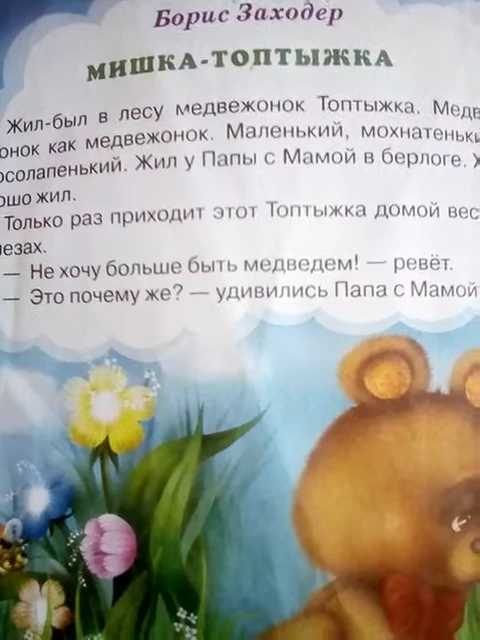 Борис Заходер
МИШКА-ТОПТЫЖКА
Жил-был в лесу медвежонок Топтыжка. Медв
онок как медвежонок. Маленький, мохнатеньки
осолапенький. Жил у Папы с Мамой в берлоге. Х
ошо жил.
Только раз приходит этот Топтыжка домой вес
лезах.
— Не хочу больше быть медведем! — ревёт.
— Это почему же? — удивились Папа с Мамой